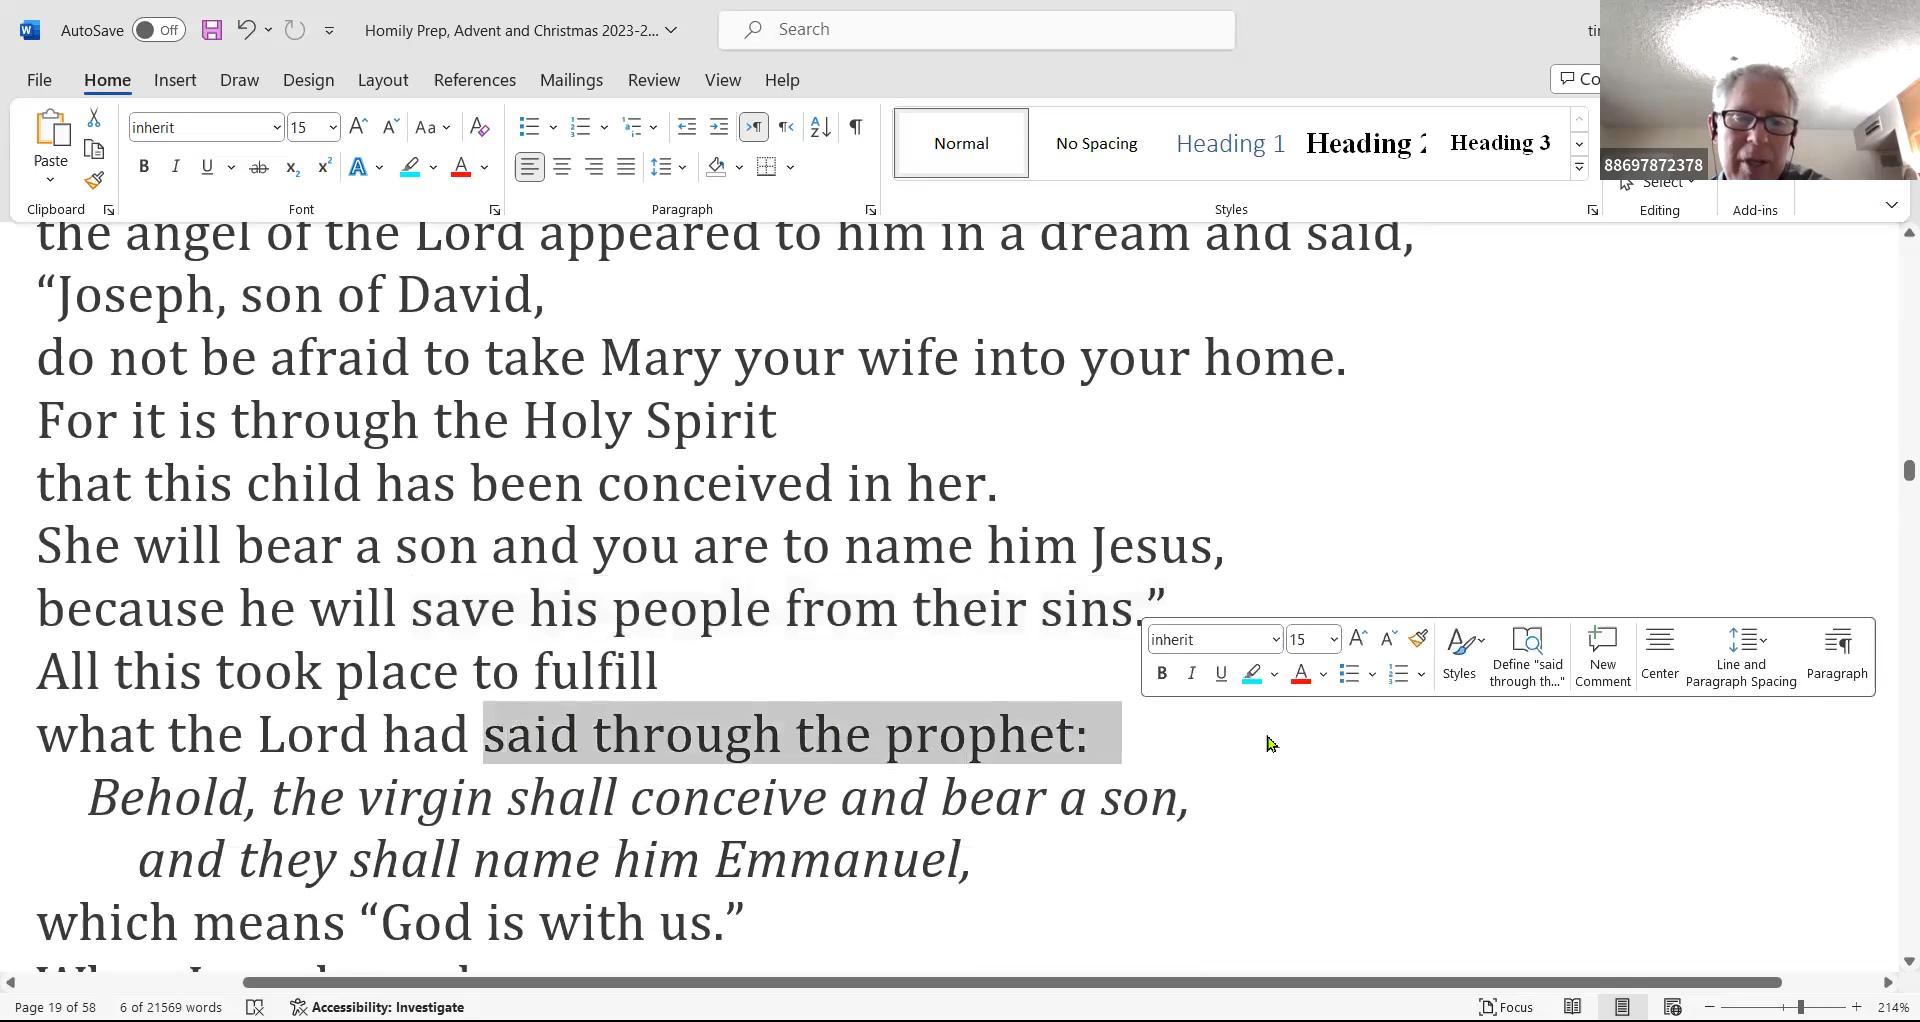 AutoSave Off Homily Prep, Advent and Christmas 2023-2... Search
File Home Insert Draw Design Layout References Mailings Review View Help
88697872378
inherit 15 Aa
Paste
B I U ab x₂ x² A A
Normal No Spacing Heading 1 Heading 2 Heading 3
Select
Clipboard Font Paragraph Styles Editing Add-ins
the angel of the Lord appeared to him in a dream and said,
“Joseph, son of David,
do not be afraid to take Mary your wife into your home.
For it is through the Holy Spirit
that this child has been conceived in her.
She will bear a son and you are to name him Jesus,
because he will save his people from their sins.”
All this took place to fulfill
what the Lord had said through the prophet:
Behold, the virgin shall conceive and bear a son,
and they shall name him Emmanuel,
which means “God is with us.”
inherit 15
B I U A
Styles
Define "said
through th..."
New
Comment
Center
Line and
Paragraph Spacing
Paragraph
Page 19 of 58 6 of 21569 words Accessibility: Investigate Focus 214%